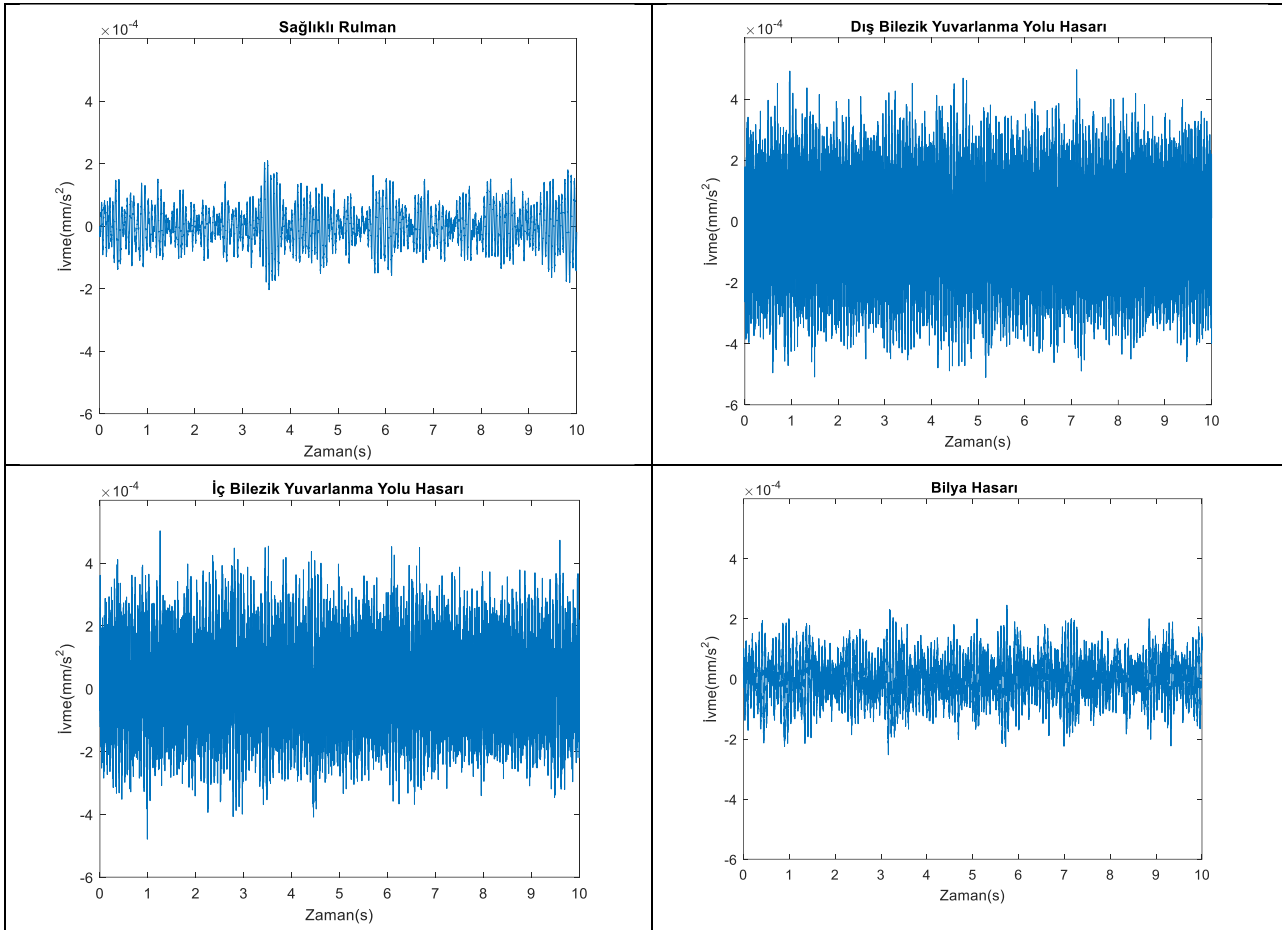 Sağlıklı Rulman
×10⁻⁴
4
2
0
-2
-4
-6
İvme(mm/s²)
0 1 2 3 4 5 6 7 8 9 10
Zaman(s)
Dış Bilezik Yuvarlanma Yolu Hasarı
×10⁻⁴
4
2
0
-2
-4
-6
İvme(mm/s²)
0 1 2 3 4 5 6 7 8 9 10
Zaman(s)
İç Bilezik Yuvarlanma Yolu Hasarı
×10⁻⁴
4
2
0
-2
-4
-6
İvme(mm/s²)
0 1 2 3 4 5 6 7 8 9 10
Zaman(s)
Bilya Hasarı
×10⁻⁴
4
2
0
-2
-4
-6
İvme(mm/s²)
0 1 2 3 4 5 6 7 8 9 10
Zaman(s)